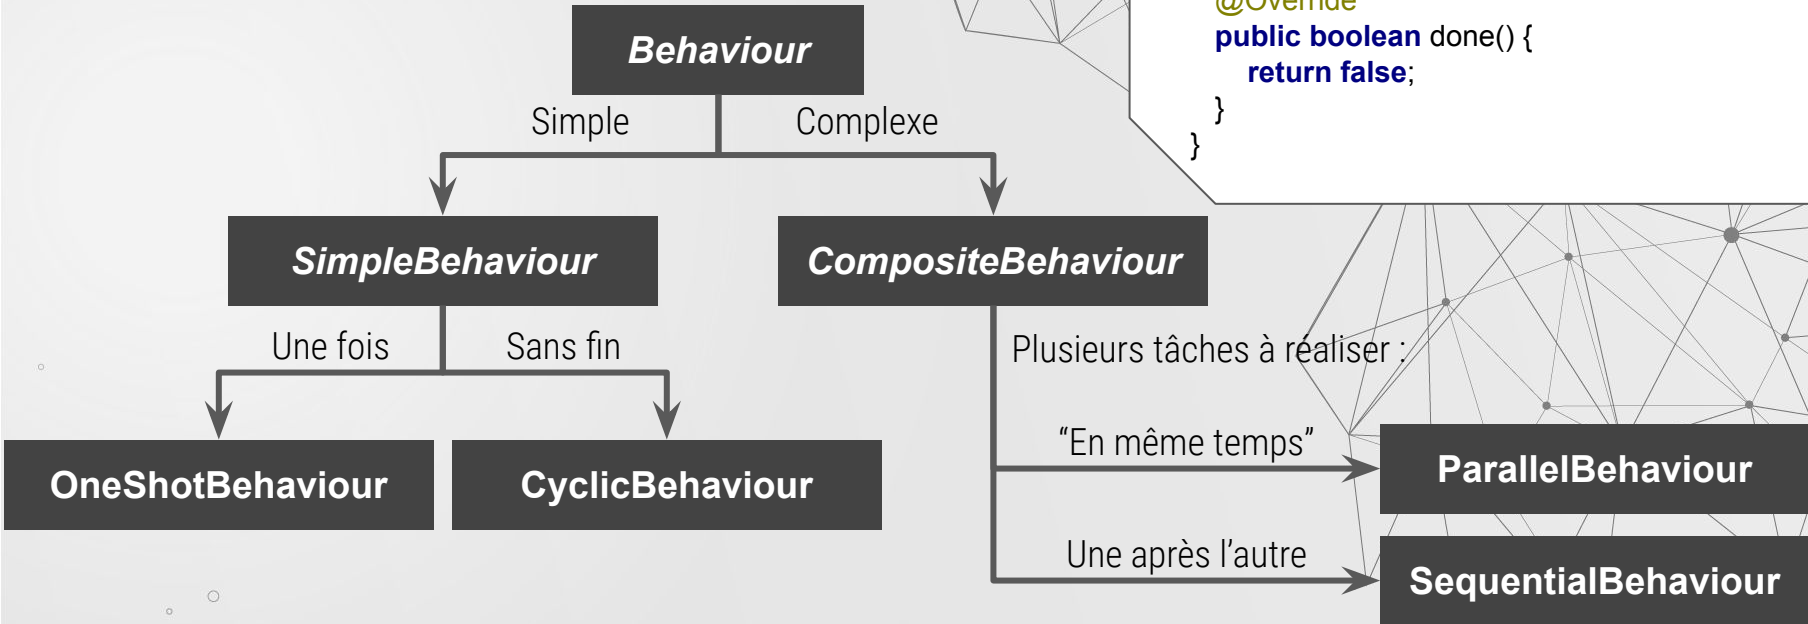 @Override
public boolean done() {
return false;
}
}
Behaviour
Simple
Complexe
SimpleBehaviour
CompositeBehaviour
Une fois
Sans fin
Plusieurs tâches à réaliser :
OneShotBehaviour
CyclicBehaviour
“En même temps”
ParallelBehaviour
Une après l’autre
SequentialBehaviour